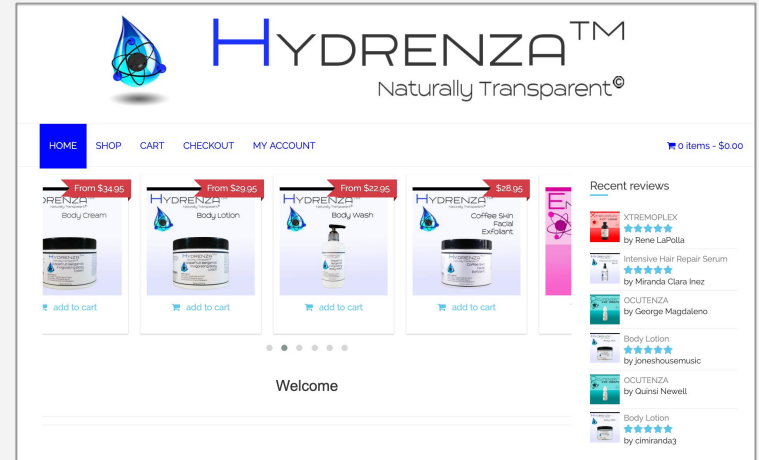 HYDRENZA™
Naturally Transparent©
HOME SHOP CART CHECKOUT MY ACCOUNT 0 items - $0.00
From $34.95
DRENZA
Body Cream
add to cart
From $29.95
HYDRENZA
Body Lotion
add to cart
From $22.95
HYDRENZA
Body Wash
add to cart
$28.95
HYDRENZA
Coffee Skin
Facial
Exfoliant
add to cart
Welcome
Recent reviews
XTREMOPLEX
by Rene LaPolla
Intensive Hair Repair Serum
by Miranda Clara Inez
OCUTENZA
by George Magdaleno
Body Lotion
by joneshousemusic
OCUTENZA
by Quinsi Newell
Body Lotion
by cimiranda3